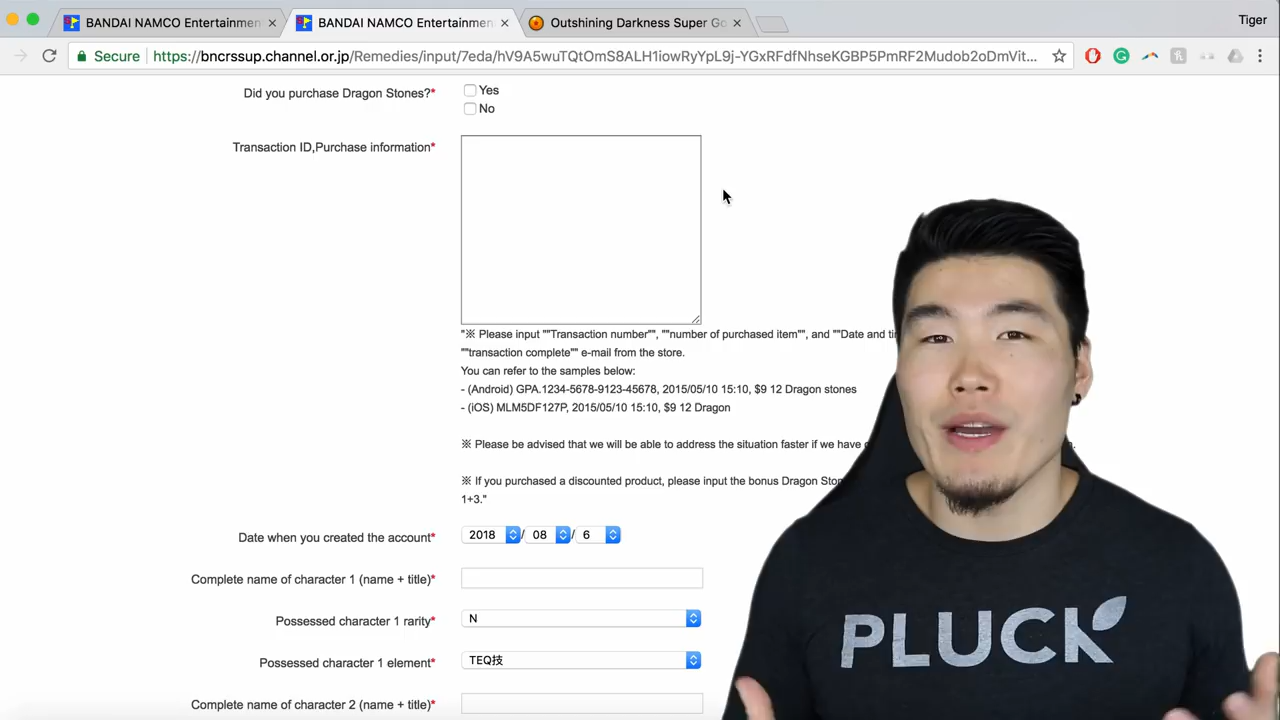 BANDAI NAMCO Entertainmen
BANDAI NAMCO Entertainmen
Outshining Darkness Super Go
Tiger
Secure
https://bncrssup.channel.or.jp/Remedies/input/7eda/hV9A5wuTQtOmS8ALH1iowRyYpL9j-YGxRFdfNhseKGBP5PmRF2Mudob2oDmVit...
Did you purchase Dragon Stones?*
Yes
No
Transaction ID,Purchase information*
"※ Please input ""Transaction number"", ""number of purchased item"", and ""Date and
""transaction complete"" e-mail from the store.
You can refer to the samples below:
- (Android) GPA.1234-5678-9123-45678, 2015/05/10 15:10, $9 12 Dragon stones
- (iOS) MLM5DF127P, 2015/05/10 15:10, $9 12 Dragon
※ Please be advised that we will be able to address the situation faster if we have
※ If you purchased a discounted product, please input the bonus Dragon
1+3."
Date when you created the account*
2018 / 08 / 6
Complete name of character 1 (name + title)*
Possessed character 1 rarity*
N
Possessed character 1 element*
TEQ技
Complete name of character 2 (name + title)*
PLUCK